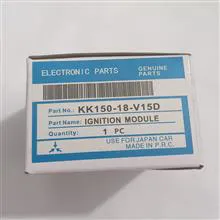 ELECTRONIC PARTS
GENUINE PARTS
Part No.: KK150-18-V15D
Part Name: IGNITION MODULE
Quantity: 1 PC
USE FOR JAPAN CAR
MADE IN P.R.C.